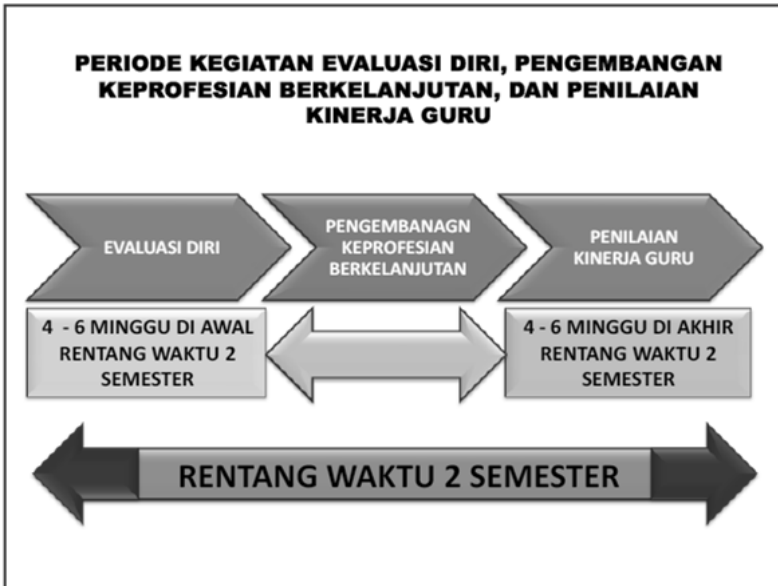 PERIODE KEGIATAN EVALUASI DIRI, PENGEMBANGAN
KEPROFESIAN BERKELANJUTAN, DAN PENILAIAN
KINERJA GURU
EVALUASI DIRI
PENGEMBANAGN
KEPROFESIAN
BERKELANJUTAN
PENILAIAN
KINERJA GURU
4 - 6 MINGGU DI AWAL
RENTANG WAKTU 2
SEMESTER
4 - 6 MINGGU DI AKHIR
RENTANG WAKTU 2
SEMESTER
RENTANG WAKTU 2 SEMESTER